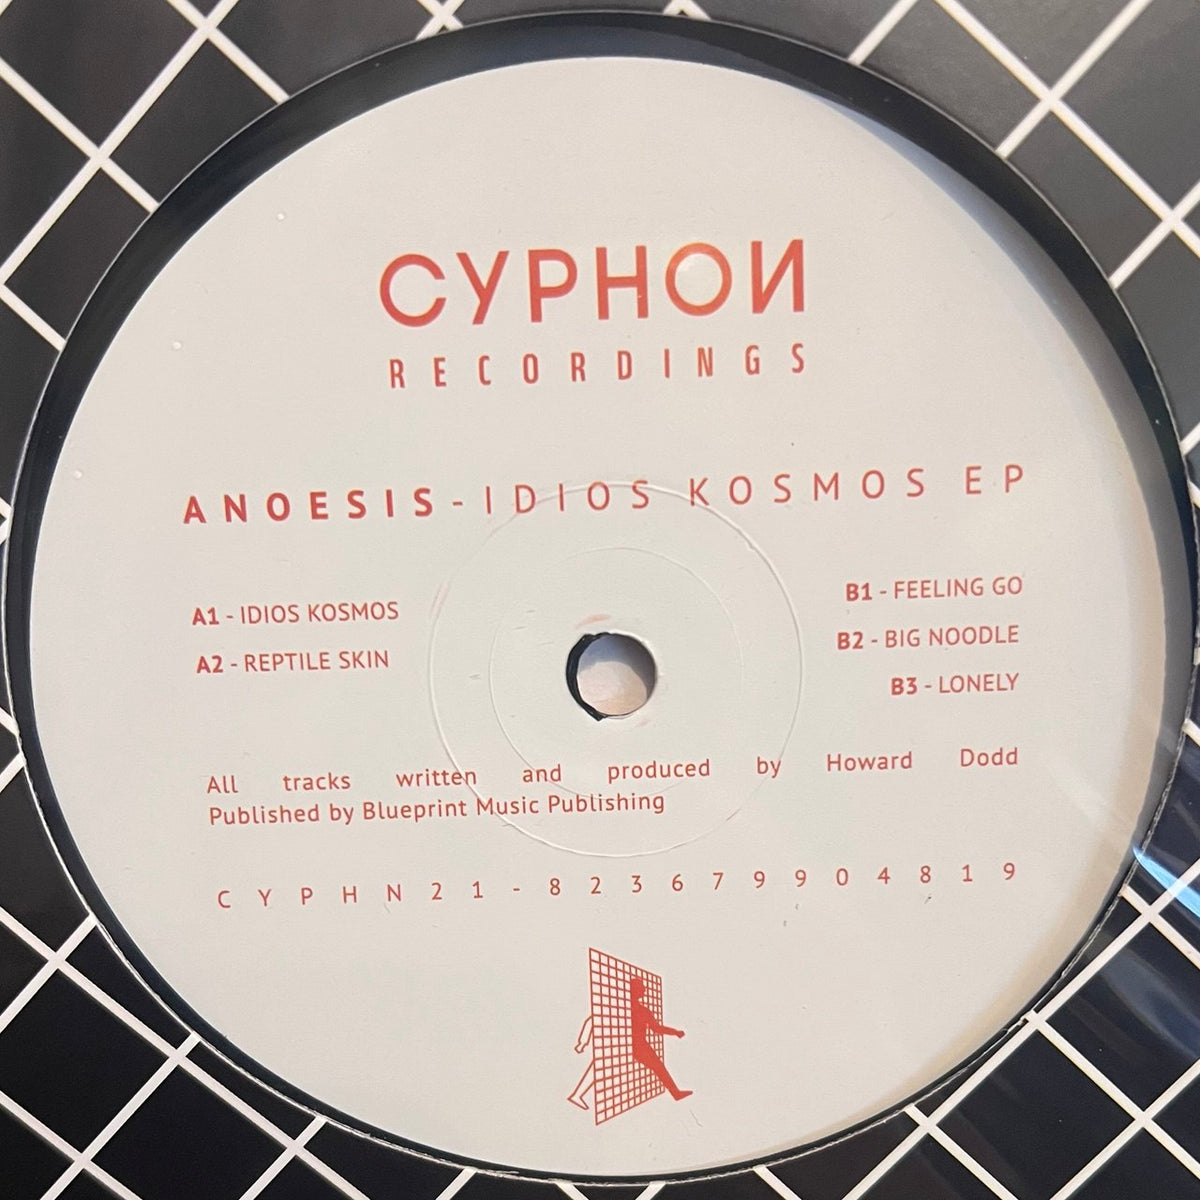 CYPHON
RECORDINGS
ANOESIS-IDIOS KOSMOS EP
A1 - IDIOS KOSMOS
A2 - REPTILE SKIN
B1 - FEELING GO
B2 - BIG NOODLE
B3 - LONELY
All tracks written and produced by Howard Dodd
Published by Blueprint Music Publishing
CYPHN21-823679904819